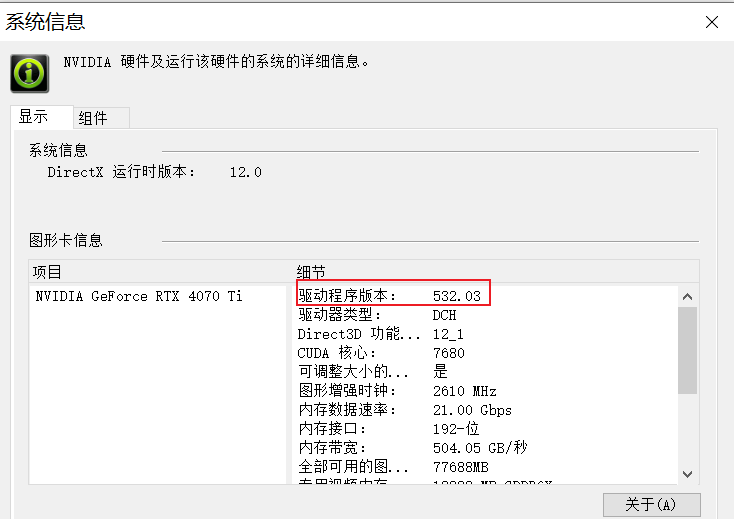 系统信息
NVIDIA 硬件及运行该硬件的系统的详细信息。
显示 组件
系统信息
DirectX 运行时版本： 12.0
图形卡信息
项目 细节
NVIDIA GeForce RTX 4070 Ti 驱动程序版本： 532.03
驱动器类型： DCH
Direct3D 功能... 12_1
CUDA 核心： 7680
可调整大小的... 是
图形增强时钟： 2610 MHz
内存数据速率： 21.00 Gbps
内存接口： 192-位
内存带宽： 504.05 GB/秒
全部可用的图... 77688MB
关于(A)